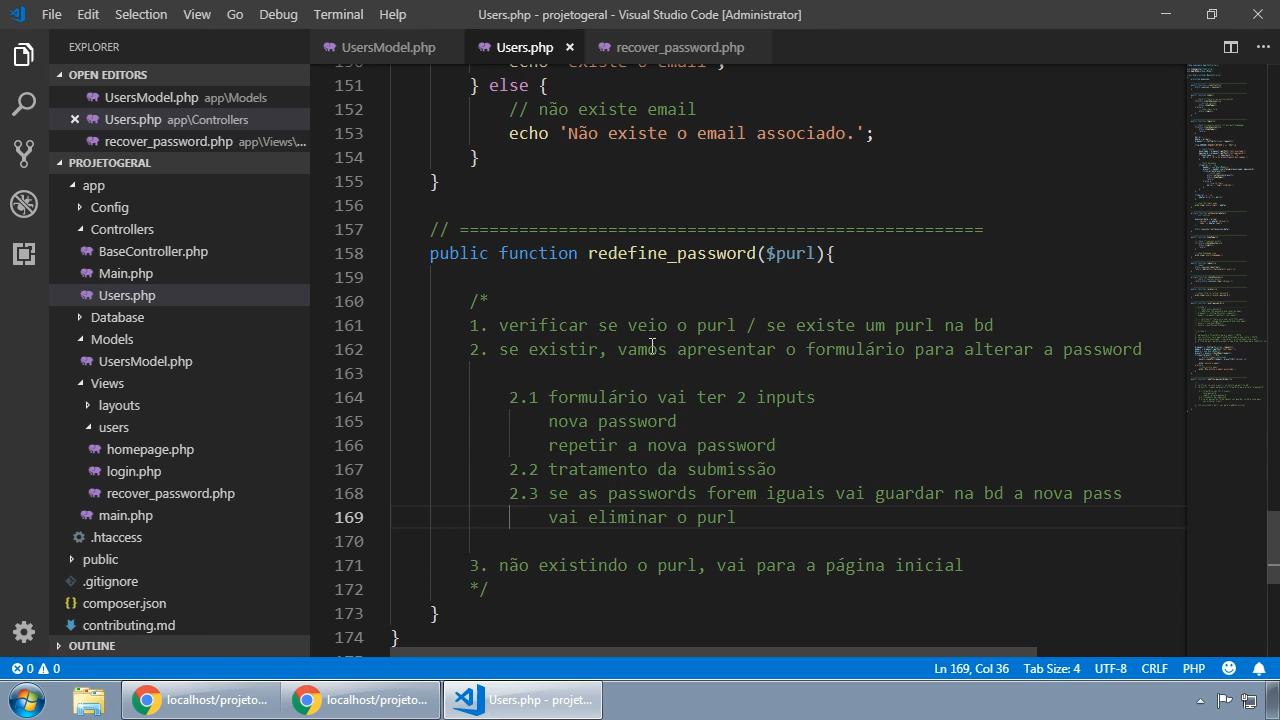 File Edit Selection View Go Debug Terminal Help
Users.php - projetogeral - Visual Studio Code [Administrator]
EXPLORER
UsersModel.php
Users.php
recover_password.php
OPEN EDITORS
UsersModel.php app\Models
Users.php app\Controllers
recover_password.php app\Views\...
PROJETOGERAL
app
Config
Controllers
BaseController.php
Main.php
Users.php
Database
Models
UsersModel.php
Views
layouts
users
homepage.php
login.php
recover_password.php
main.php
.htaccess
public
.gitignore
composer.json
contributing.md
OUTLINE
150 echo 'existe o email';
151 } else {
152 // não existe email
153 echo 'Não existe o email associado.';
154 }
155 }
156
157 // =====================================================
158 public function redefine_password($purl){
159
160 /*
161 1. verificar se veio o purl / se existe um purl na bd
162 2. se existir, vamos apresentar o formulário para alterar a password
163
164 2.1 formulário vai ter 2 inputs
165 nova password
166 repetir a nova password
167 2.2 tratamento da submissão
168 2.3 se as passwords forem iguais vai guardar na bd a nova pass
169 vai eliminar o purl
170
171 3. não existindo o purl, vai para a página inicial
172 */
173 }
174 }
0 0
Ln 169, Col 36 Tab Size: 4 UTF-8 CRLF PHP
localhost/projeto...
localhost/projeto...
Users.php - projet...